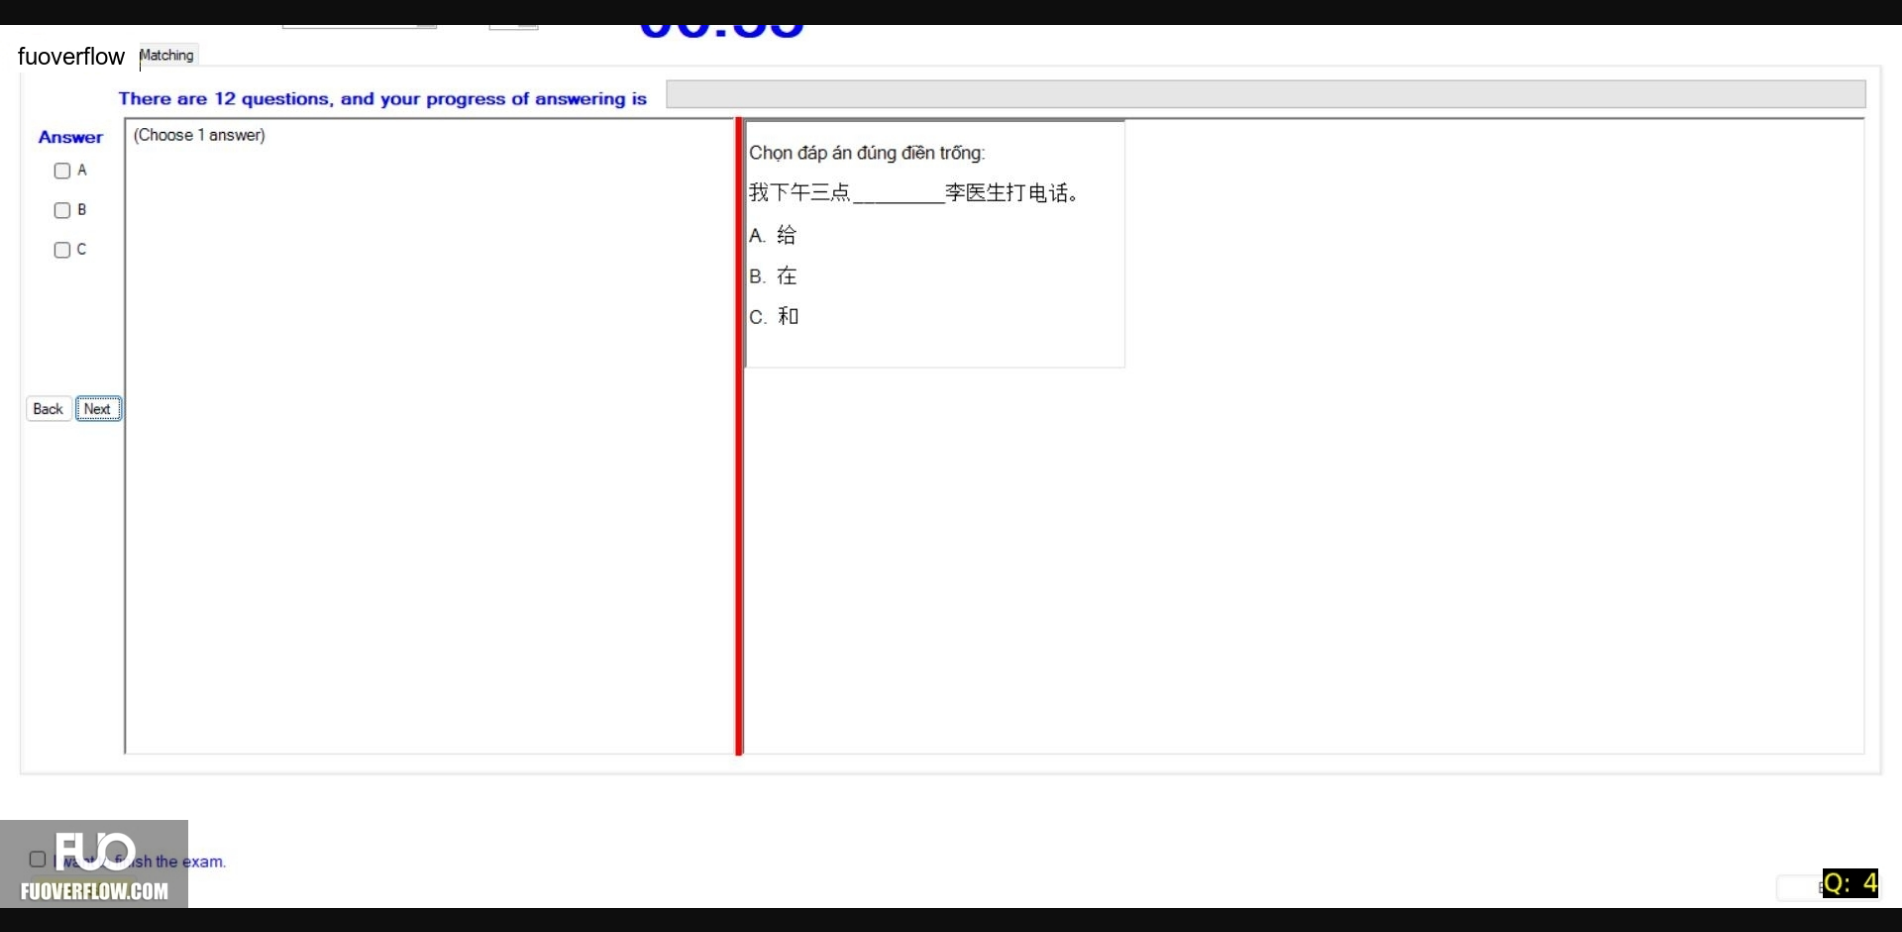 fuoverflow Matching
There are 12 questions, and your progress of answering is
Answer
(Choose 1 answer)
A
B
C
Back Next
Chọn đáp án đúng điền trống:
我下午三点_________李医生打电话。
A. 给
B. 在
C. 和
FUO
sh the exam.
FUOVERFLOW.COM
Q: 4